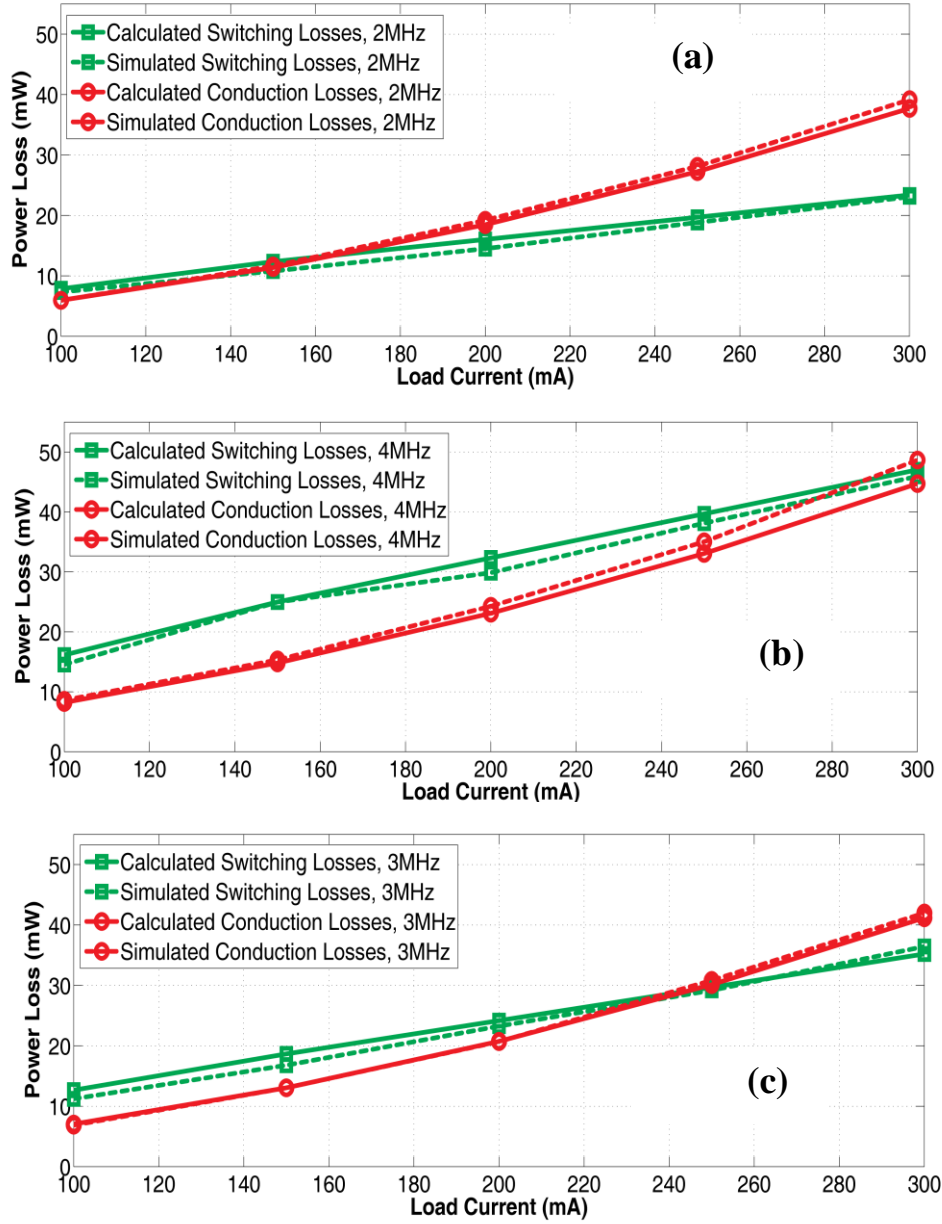 (a)
Calculated Switching Losses, 2MHz
Simulated Switching Losses, 2MHz
Calculated Conduction Losses, 2MHz
Simulated Conduction Losses, 2MHz
Power Loss (mW)
50
40
30
20
10
0
100 120 140 160 180 200 220 240 260 280 300
Load Current (mA)
Calculated Switching Losses, 4MHz
Simulated Switching Losses, 4MHz
Calculated Conduction Losses, 4MHz
Simulated Conduction Losses, 4MHz
Power Loss (mW)
50
40
30
20
10
0
(b)
100 120 140 160 180 200 220 240 260 280 300
Load Current (mA)
Calculated Switching Losses, 3MHz
Simulated Switching Losses, 3MHz
Calculated Conduction Losses, 3MHz
Simulated Conduction Losses, 3MHz
Power Loss (mW)
50
40
30
20
10
0
(c)
100 120 140 160 180 200 220 240 260 280 300
Load Current (mA)